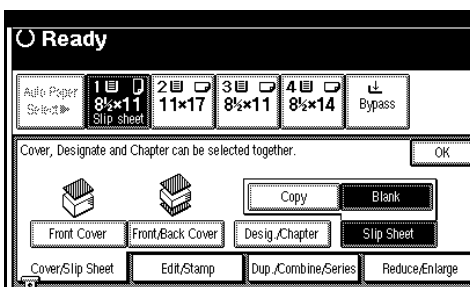 Ready
Auto Paper Select▶ 1 8½×11 Slip sheet 2 11×17 3 8½×11 4 8½×14 Bypass
Cover, Designate and Chapter can be selected together. OK
Copy Blank
Front Cover Front/Back Cover Desig./Chapter Slip Sheet
Cover/Slip Sheet Edit/Stamp Dup./Combine/Series Reduce/Enlarge